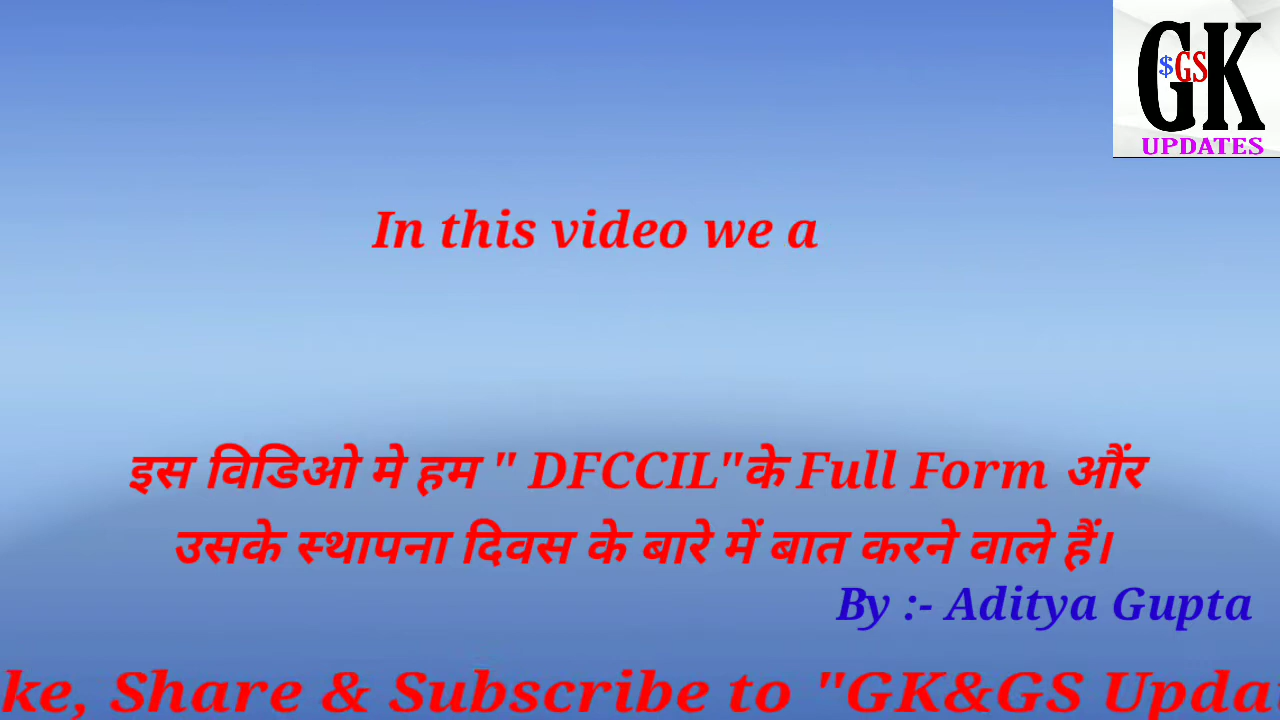 GK
$GS
UPDATES
In this video we a
इस विडिओ मे हम " DFCCIL"के Full Form औंर
उसके स्थापना दिवस के बारे में बात करने वाले हैं।
By :- Aditya Gupta
ke, Share & Subscribe to "GK&GS Updat